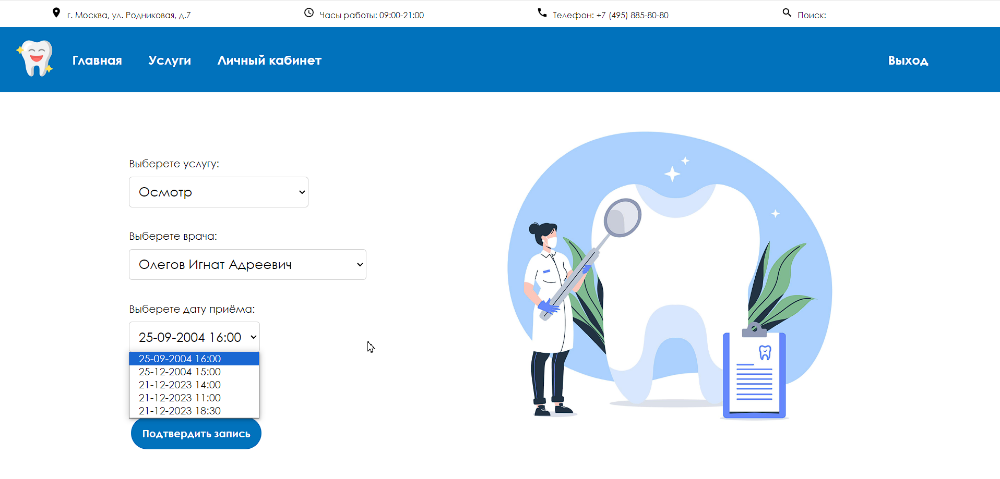 г. Москва, ул. Родниковая, д.7
Часы работы: 09:00-21:00
Телефон: +7 (495) 885-80-80
Поиск:
Главная
Услуги
Личный кабинет
Выход
Выберете услугу:
Осмотр
Выберете врача:
Олегов Игнат Адреевич
Выберете дату приёма:
25-09-2004 16:00
25-09-2004 16:00
25-12-2004 15:00
21-12-2023 14:00
21-12-2023 11:00
21-12-2023 18:30
Подтвердить запись